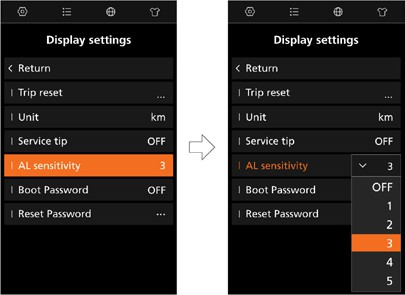 Display settings
< Return
Trip reset ...
Unit km
Service tip OFF
AL sensitivity 3
Boot Password OFF
Reset Password ...
Display settings
< Return
Trip reset ...
Unit km
Service tip OFF
AL sensitivity 3
Boot Password
Reset Password
OFF
1
2
3
4
5